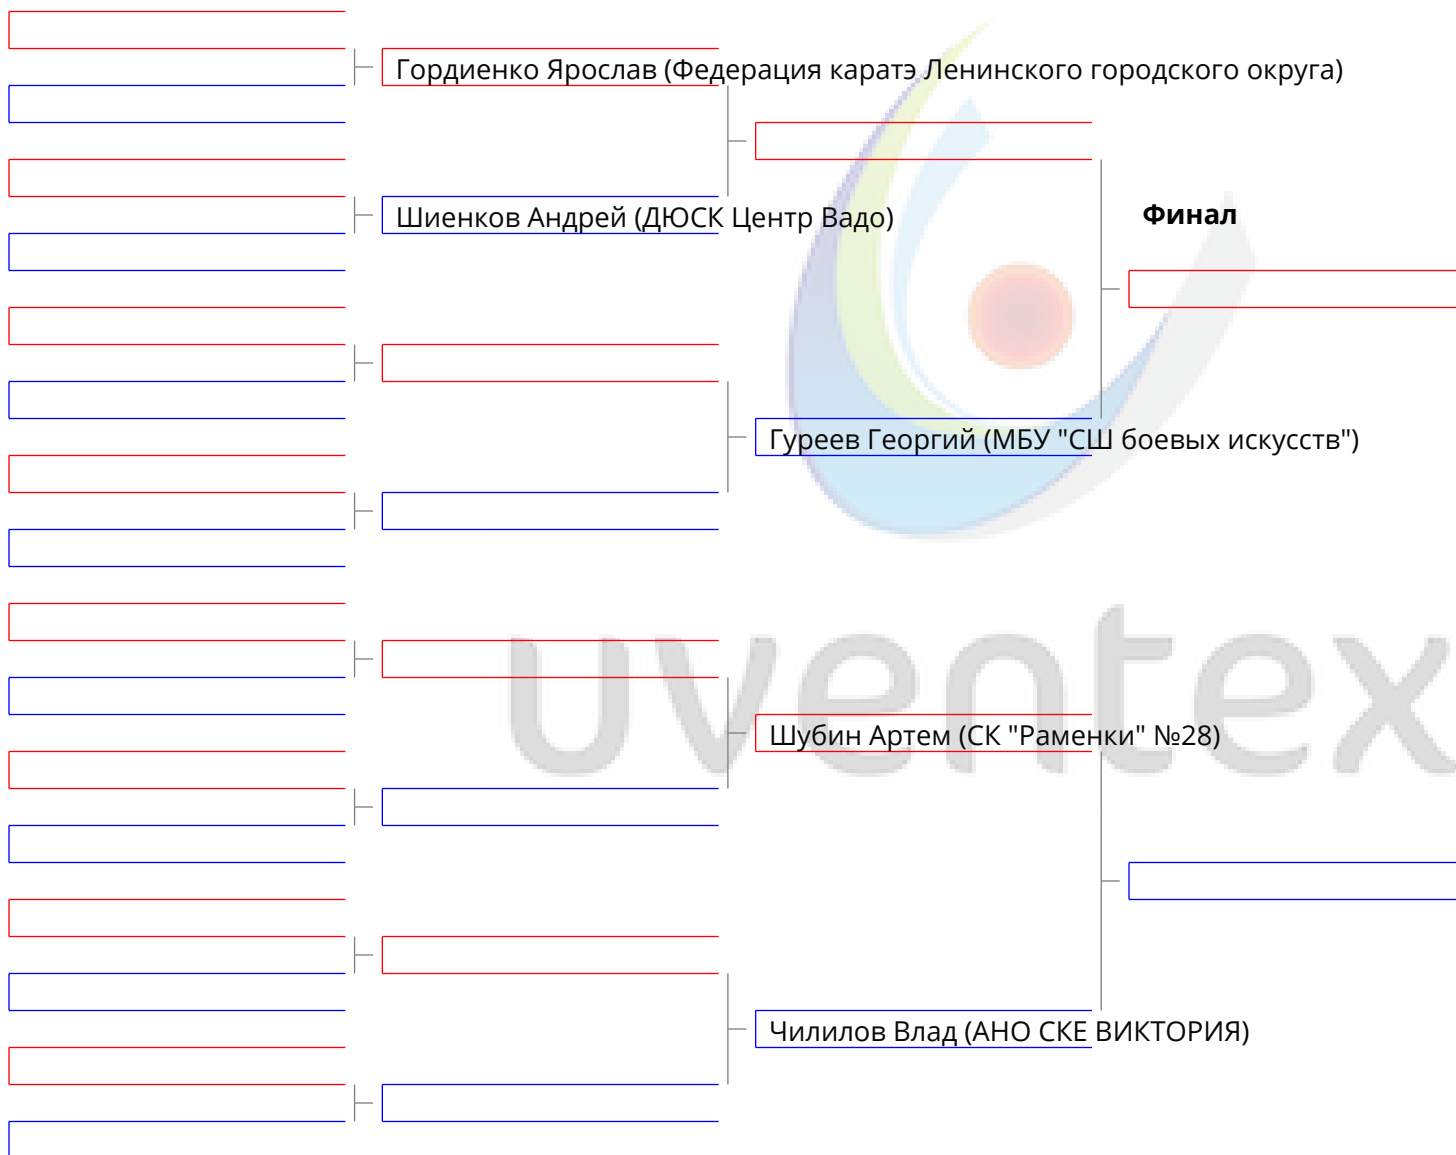 Гордиенко Ярослав (Федерация каратэ Ленинского городского округа)
Шиенков Андрей (ДЮСК Центр Вадо)
Финал
Гуреев Георгий (МБУ "СШ боевых искусств")
uventex
Шубин Артем (СК "Раменки" №28)
Чилилов Влад (АНО СКЕ ВИКТОРИЯ)